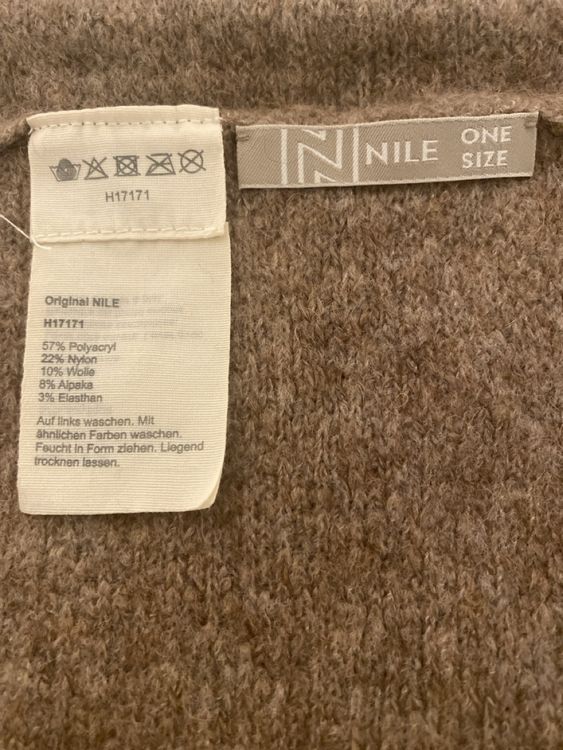 H17171
NILE
ONE
SIZE
Original NILE
H17171
57% Polyacryl
22% Nylon
10% Wolle
8% Alpaka
3% Elasthan
Auf links waschen. Mit
ähnlichen Farben waschen.
Feucht in Form ziehen. Liegend
trocknen lassen.